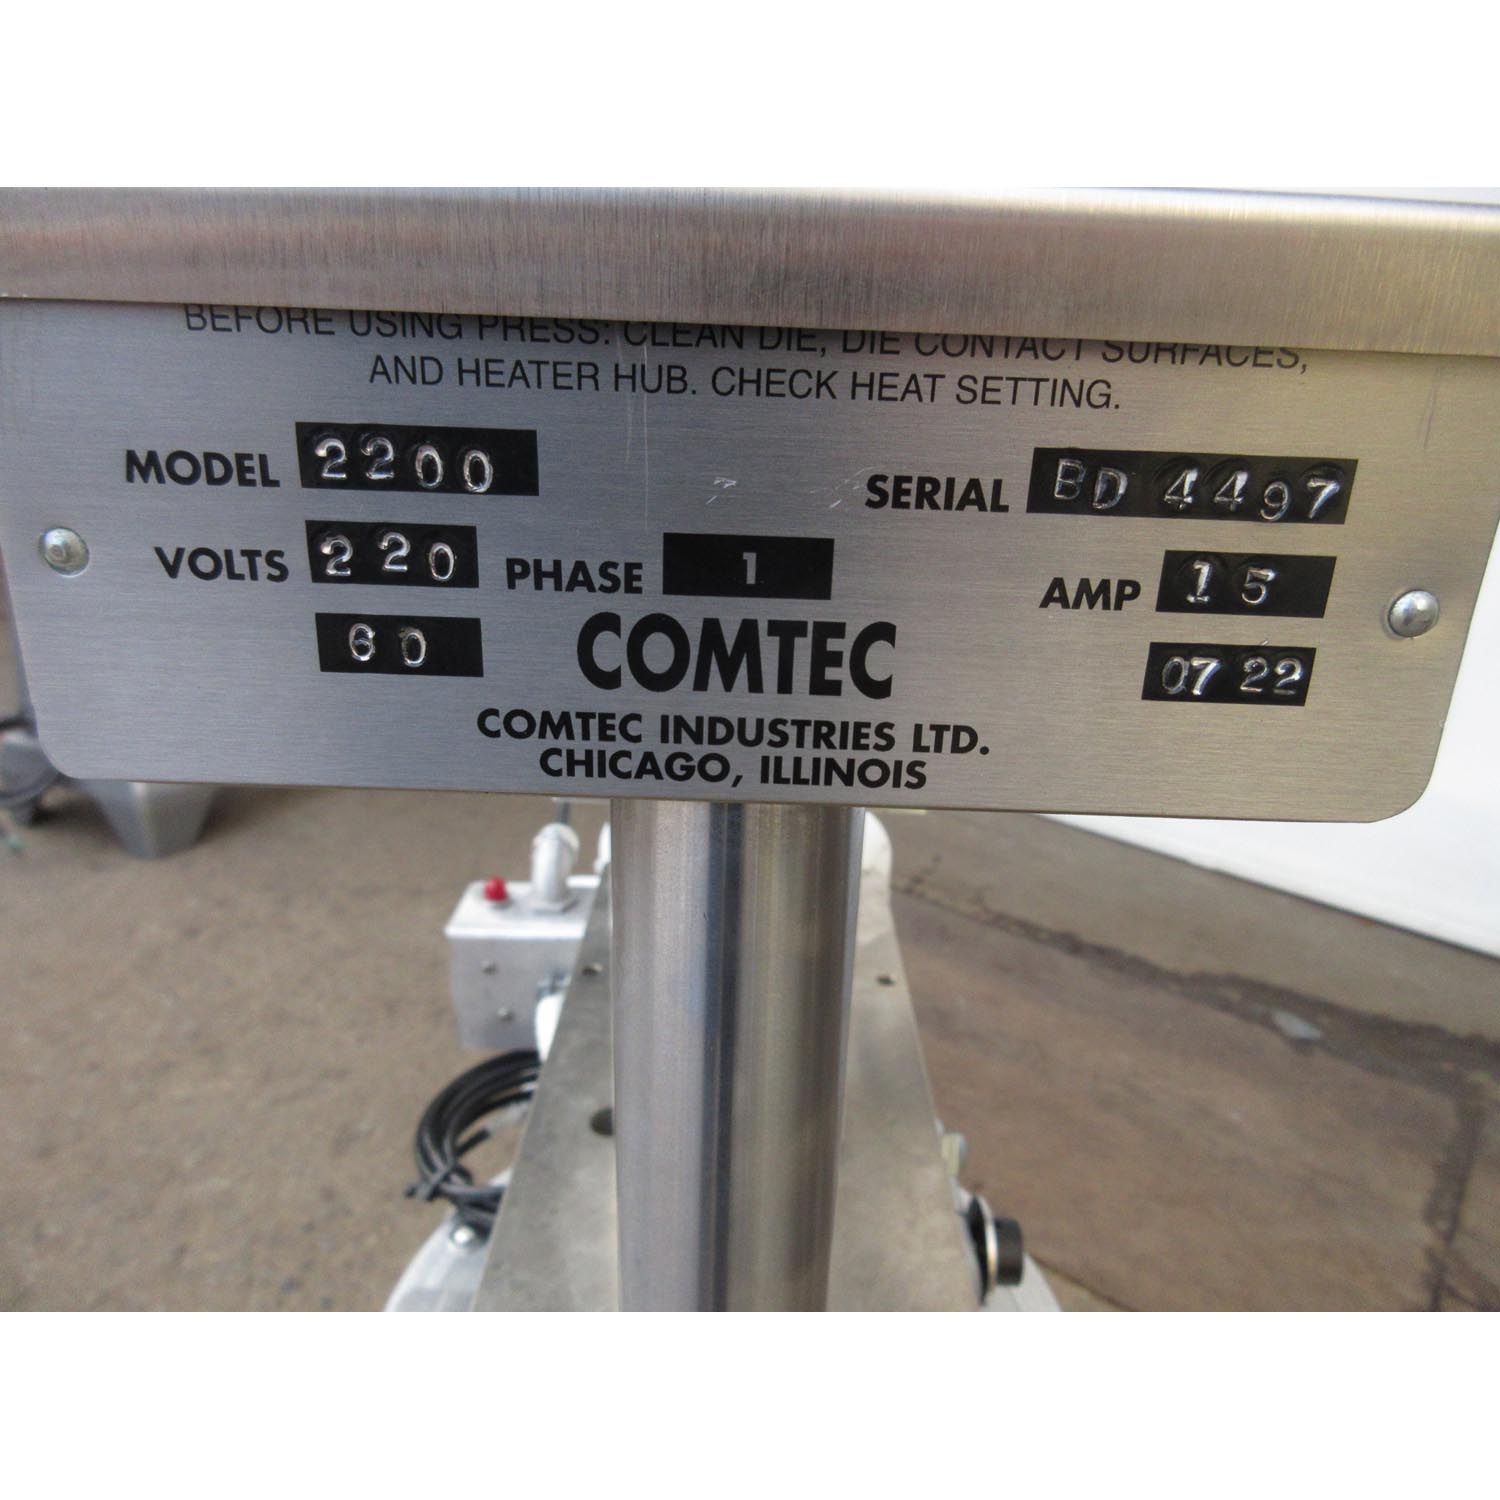 BEFORE USING PRESS: CLEAN DIE, DIE CONTACT SURFACES,
AND HEATER HUB. CHECK HEAT SETTING.
MODEL 2200 SERIAL BD 4497
VOLTS 220 PHASE 1 AMP 15
60 COMTEC 07 22
COMTEC INDUSTRIES LTD.
CHICAGO, ILLINOIS